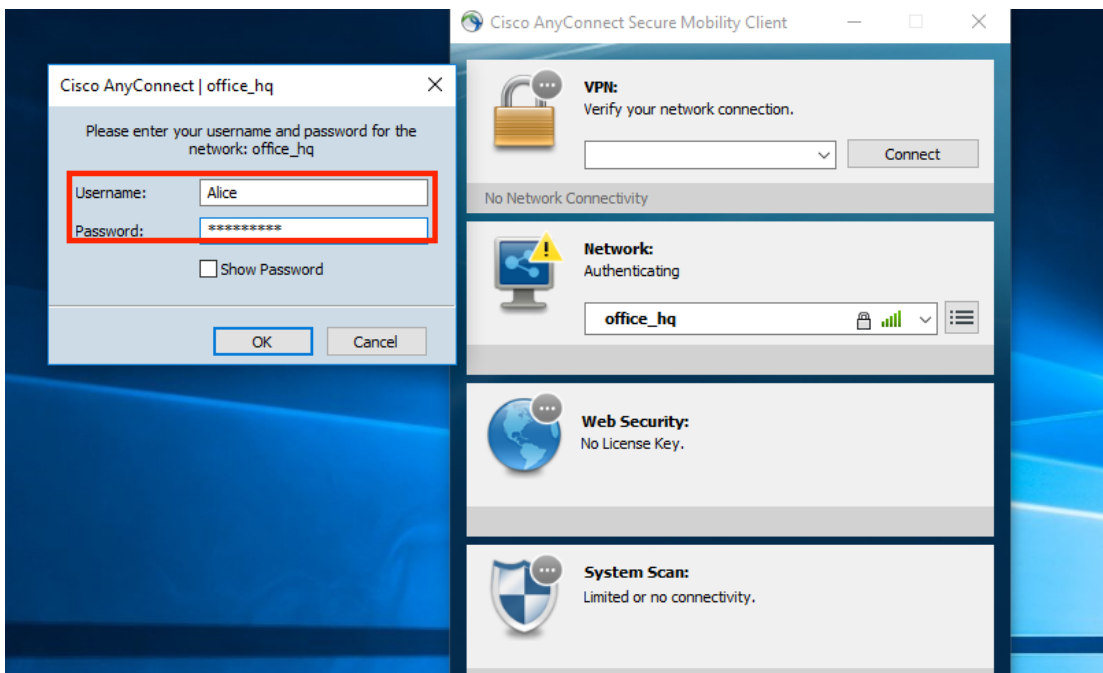 Cisco AnyConnect Secure Mobility Client
Cisco AnyConnect | office_hq
Please enter your username and password for the
network: office_hq
Username: Alice
Password: *********
Show Password
OK Cancel
VPN:
Verify your network connection.
Connect
No Network Connectivity
Network:
Authenticating
office_hq
Web Security:
No License Key.
System Scan:
Limited or no connectivity.